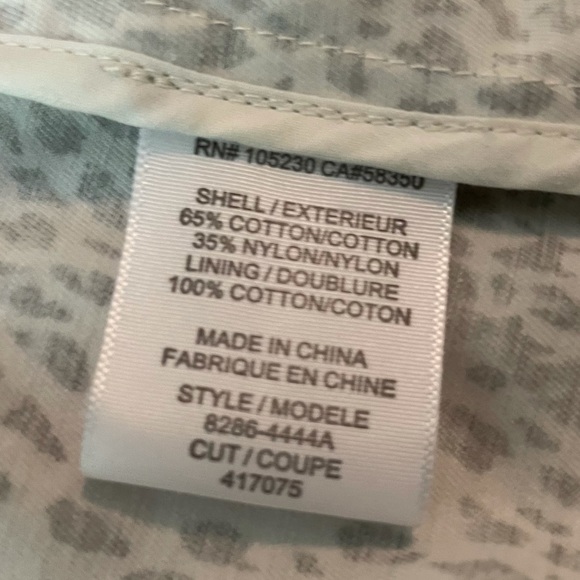 RN# 105230 CA#58350
SHELL / EXTERIEUR
65% COTTON/COTTON
35% NYLON/NYLON
LINING / DOUBLURE
100% COTTON/COTON
MADE IN CHINA
FABRIQUE EN CHINE
STYLE / MODELE
8286-4444A
CUT / COUPE
417075